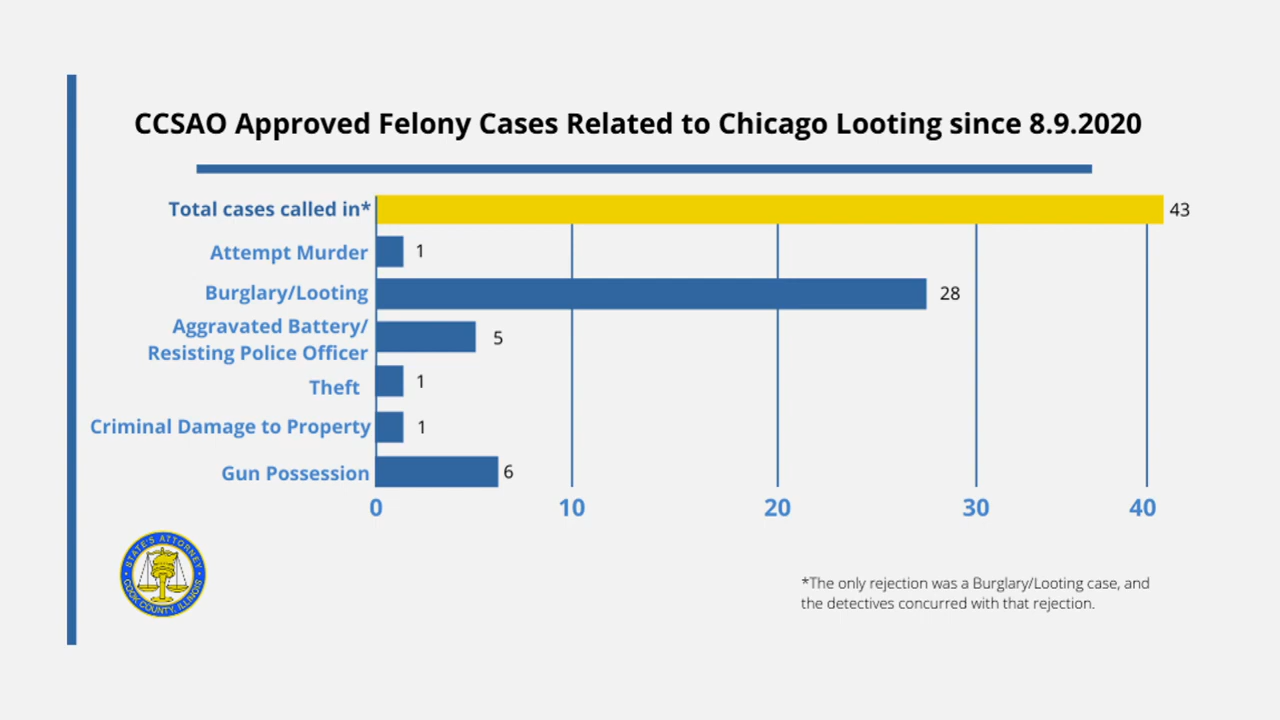 CCSAO Approved Felony Cases Related to Chicago Looting since 8.9.2020
Total cases called in* 43
Attempt Murder 1
Burglary/Looting 28
Aggravated Battery/
Resisting Police Officer 5
Theft 1
Criminal Damage to Property 1
Gun Possession 6
0 10 20 30 40
STATE'S ATTORNEY
COOK COUNTY, ILLINOIS
*The only rejection was a Burglary/Looting case, and
the detectives concurred with that rejection.